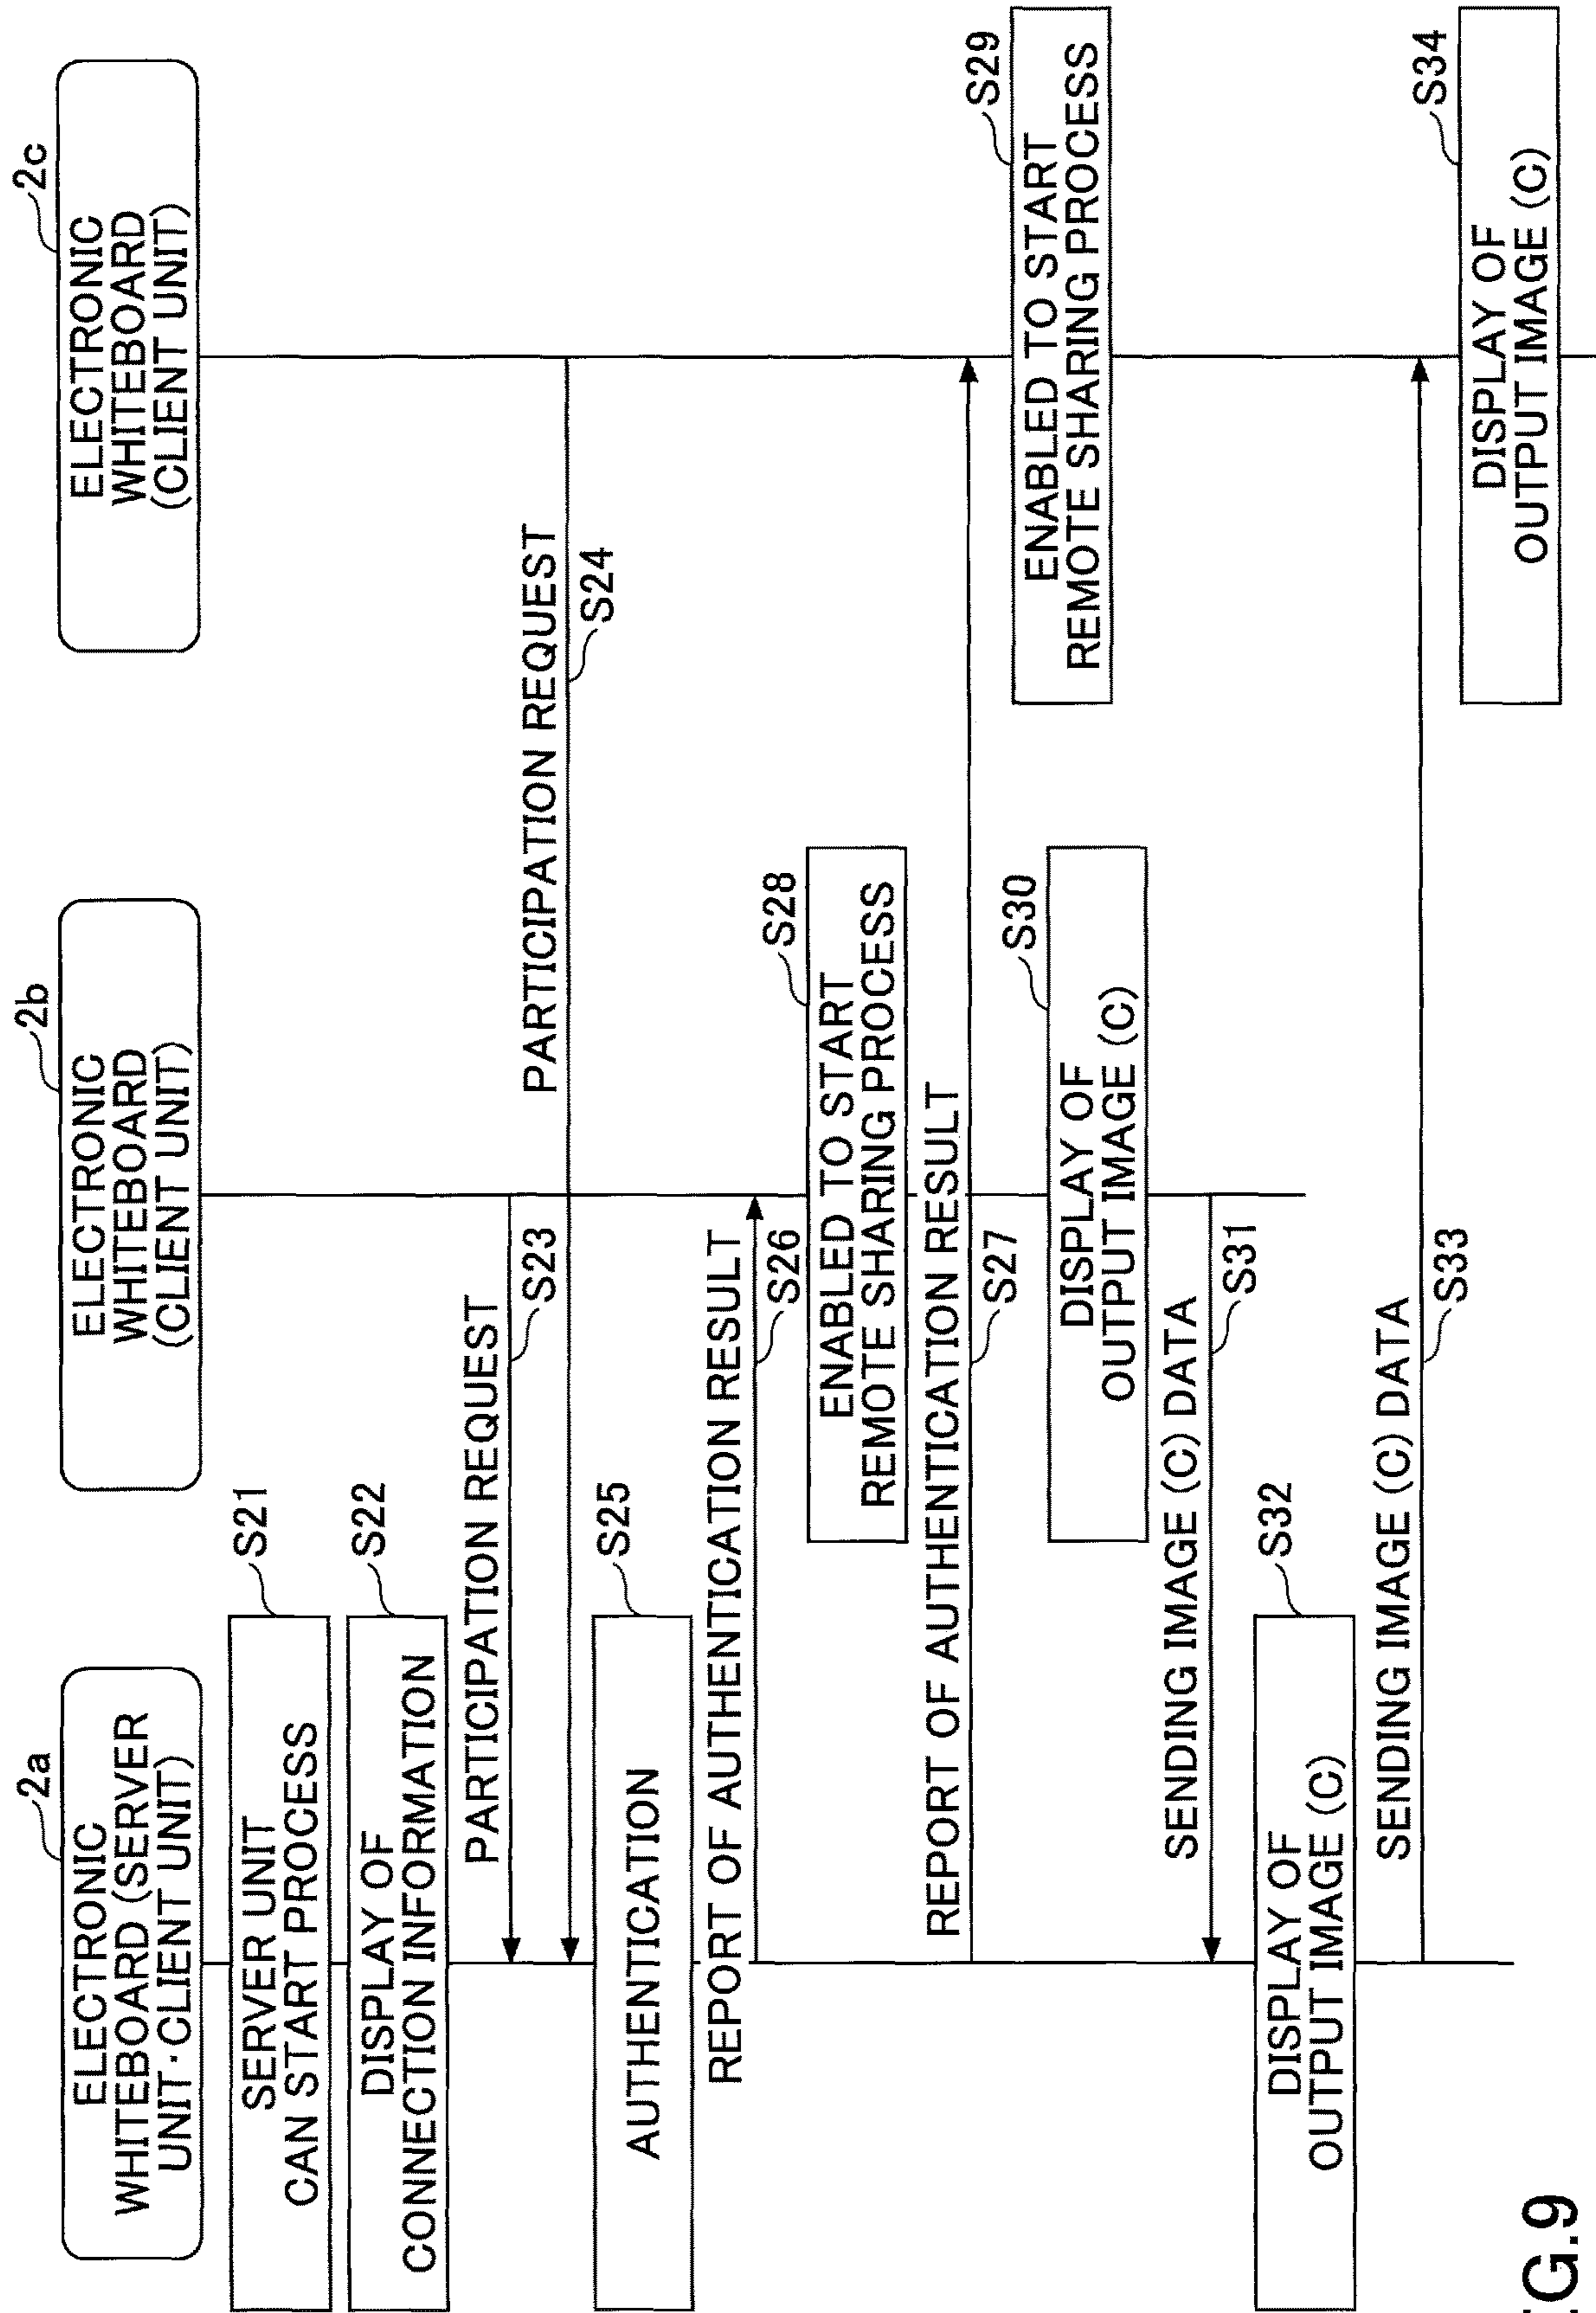 2a
ELECTRONIC
WHITEBOARD (SERVER
UNIT·CLIENT UNIT)
2b
ELECTRONIC
WHITEBOARD
(CLIENT UNIT)
2c
ELECTRONIC
WHITEBOARD
(CLIENT UNIT)
SERVER UNIT
CAN START PROCESS
S21
DISPLAY OF
CONNECTION INFORMATION
S22
PARTICIPATION REQUEST
S23
PARTICIPATION REQUEST
S24
AUTHENTICATION
S25
REPORT OF AUTHENTICATION RESULT
S26
ENABLED TO START
REMOTE SHARING PROCESS
S28
REPORT OF AUTHENTICATION RESULT
S27
ENABLED TO START
REMOTE SHARING PROCESS
S29
DISPLAY OF
OUTPUT IMAGE (C)
S30
SENDING IMAGE (C) DATA
S31
DISPLAY OF
OUTPUT IMAGE (C)
S32
SENDING IMAGE (C) DATA
S33
DISPLAY OF
OUTPUT IMAGE (C)
S34
IG.9